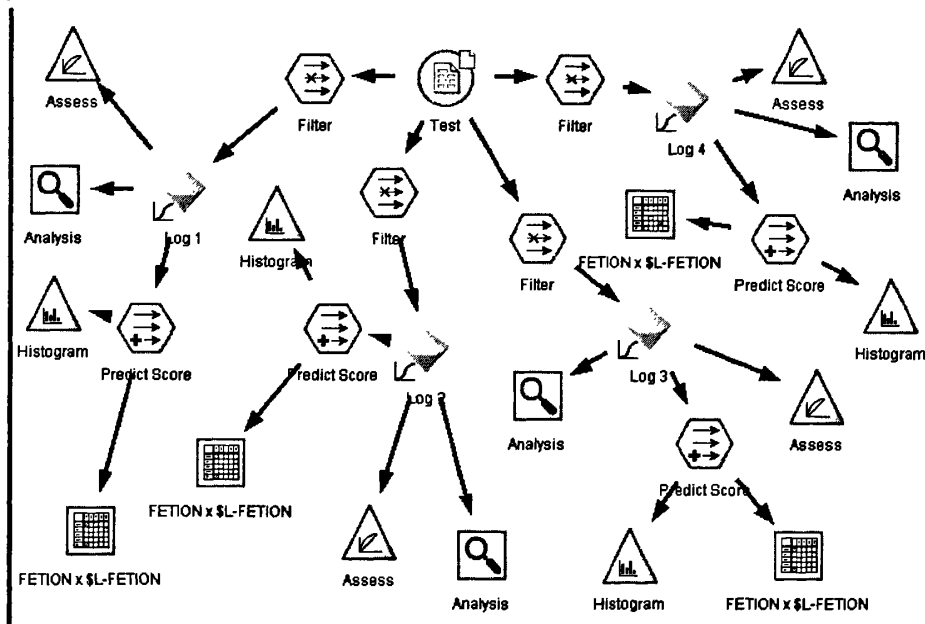 Assess
Filter
Test
Filter
Assess
Log 4
Analysis
Analysis
Log 1
Filter
Histogram
Filter
FETION x $L-FETION
Predict Score
Histogram
Predict Score
Predict Score
Log 2
Log 3
Histogram
Analysis
Assess
Predict Score
FETION x $L-FETION
FETION x $L-FETION
Assess
Analysis
Histogram
FETION x $L-FETION